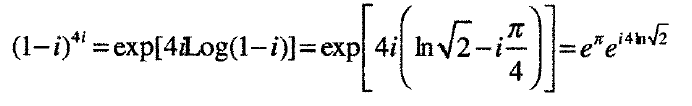 (1−i)^{4i} = exp[4iLog(1−i)] = exp[4i(ln√2 − iπ/4)] = e^{π}e^{i4ln√2}